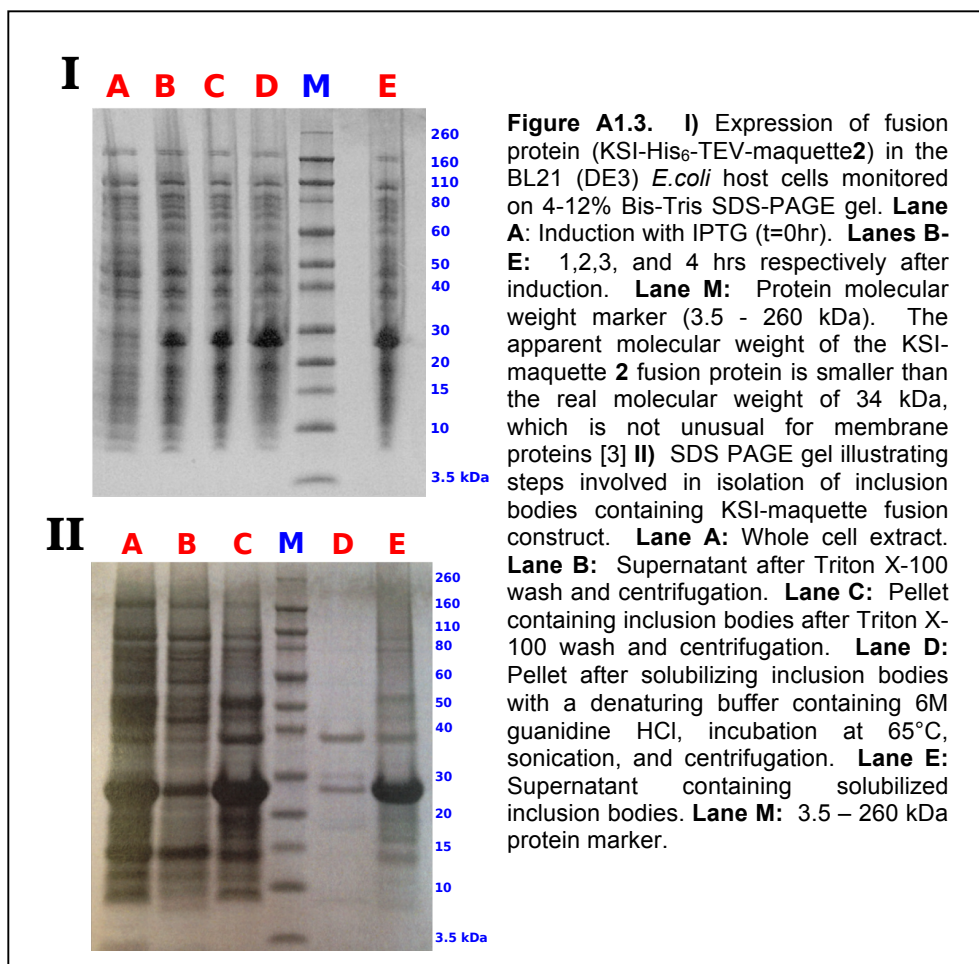 I
A B C D M E
260
160
110
80
60
50
40
30
20
15
10
3.5 kDa
II
A B C M D E
260
160
110
80
60
50
40
30
20
15
10
3.5 kDa
Figure A1.3. I) Expression of fusion
protein (KSI-His6-TEV-maquette2) in the
BL21 (DE3) E.coli host cells monitored
on 4-12% Bis-Tris SDS-PAGE gel. Lane
A: Induction with IPTG (t=0hr). Lanes B-
E: 1,2,3, and 4 hrs respectively after
induction. Lane M: Protein molecular
weight marker (3.5 - 260 kDa). The
apparent molecular weight of the KSI-
maquette 2 fusion protein is smaller than
the real molecular weight of 34 kDa,
which is not unusual for membrane
proteins [3] II) SDS PAGE gel illustrating
steps involved in isolation of inclusion
bodies containing KSI-maquette fusion
construct. Lane A: Whole cell extract.
Lane B: Supernatant after Triton X-100
wash and centrifugation. Lane C: Pellet
containing inclusion bodies after Triton X-
100 wash and centrifugation. Lane D:
Pellet after solubilizing inclusion bodies
with a denaturing buffer containing 6M
guanidine HCl, incubation at 65°C,
sonication, and centrifugation. Lane E:
Supernatant containing solubilized
inclusion bodies. Lane M: 3.5 – 260 kDa
protein marker.